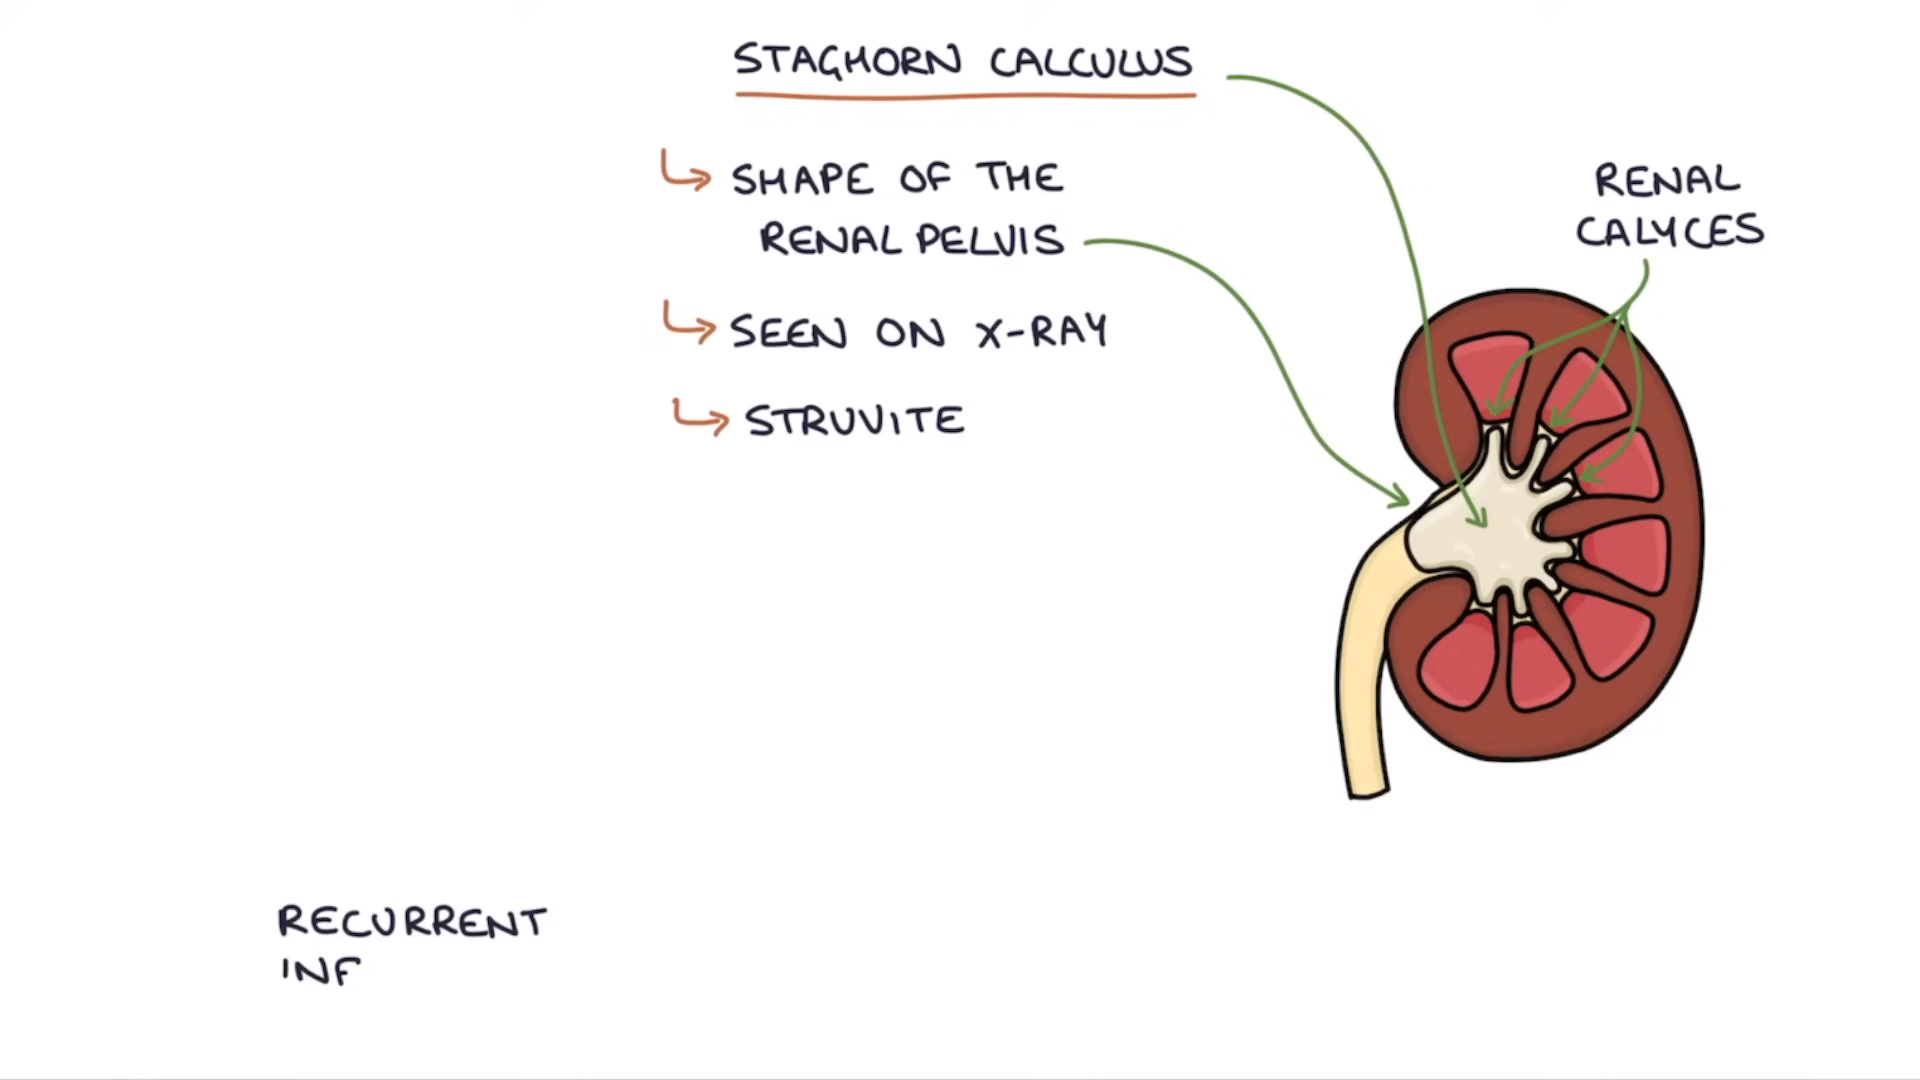 STAGHORN CALCULUS
SHAPE OF THE
RENAL PELVIS
SEEN ON X-RAY
STRUVITE
RENAL
CALYCES
RECURRENT
INF